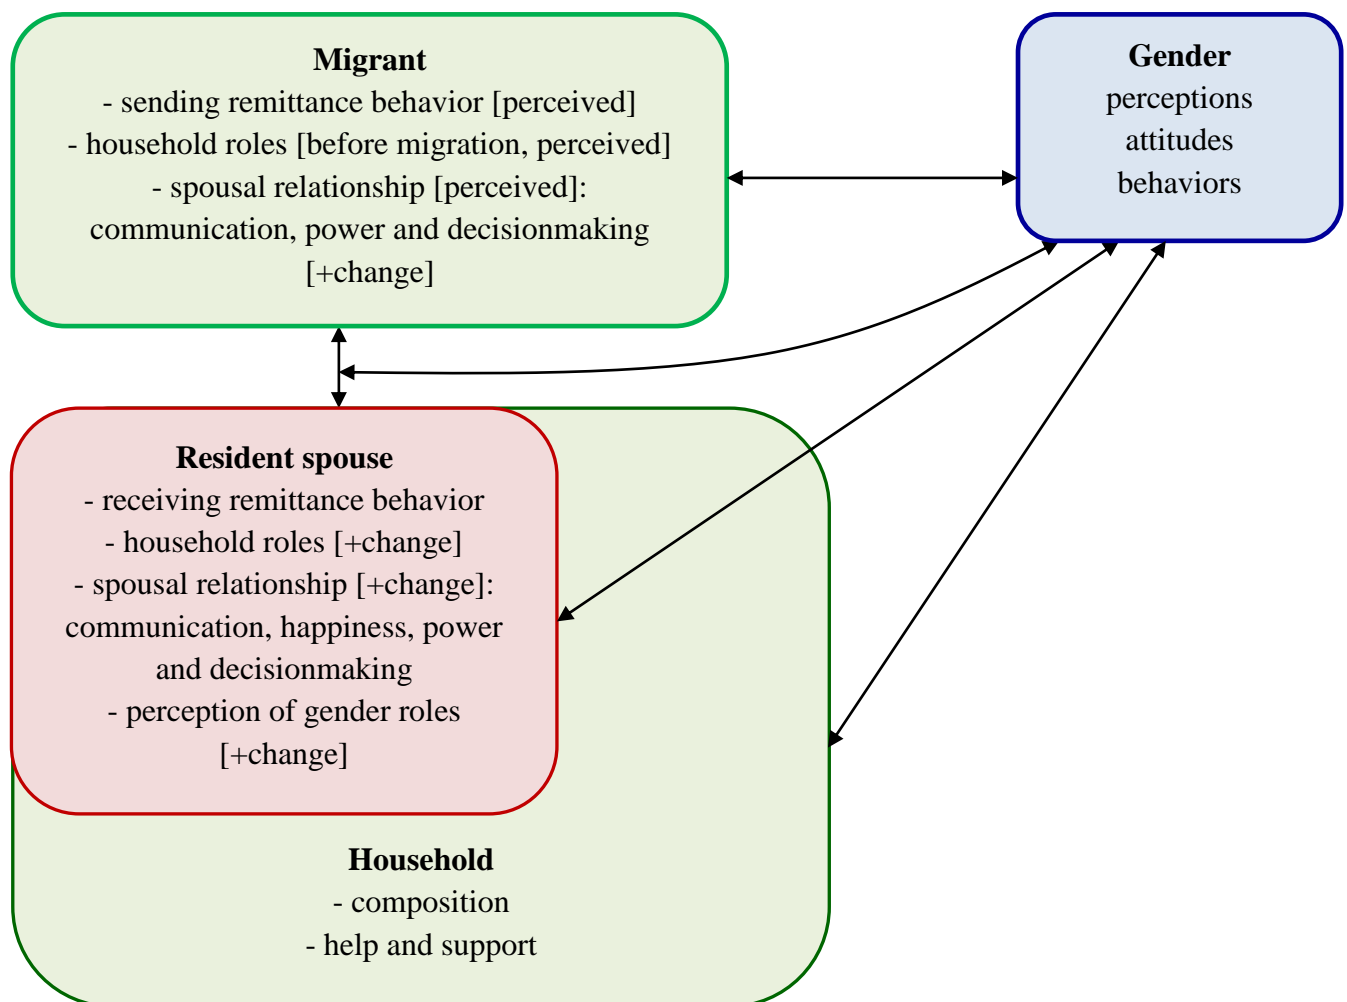 Migrant
- sending remittance behavior [perceived]
- household roles [before migration, perceived]
- spousal relationship [perceived]:
communication, power and decisionmaking
[+change]
Gender
perceptions
attitudes
behaviors
Resident spouse
- receiving remittance behavior
- household roles [+change]
- spousal relationship [+change]:
communication, happiness, power
and decisionmaking
- perception of gender roles
[+change]
Household
- composition
- help and support